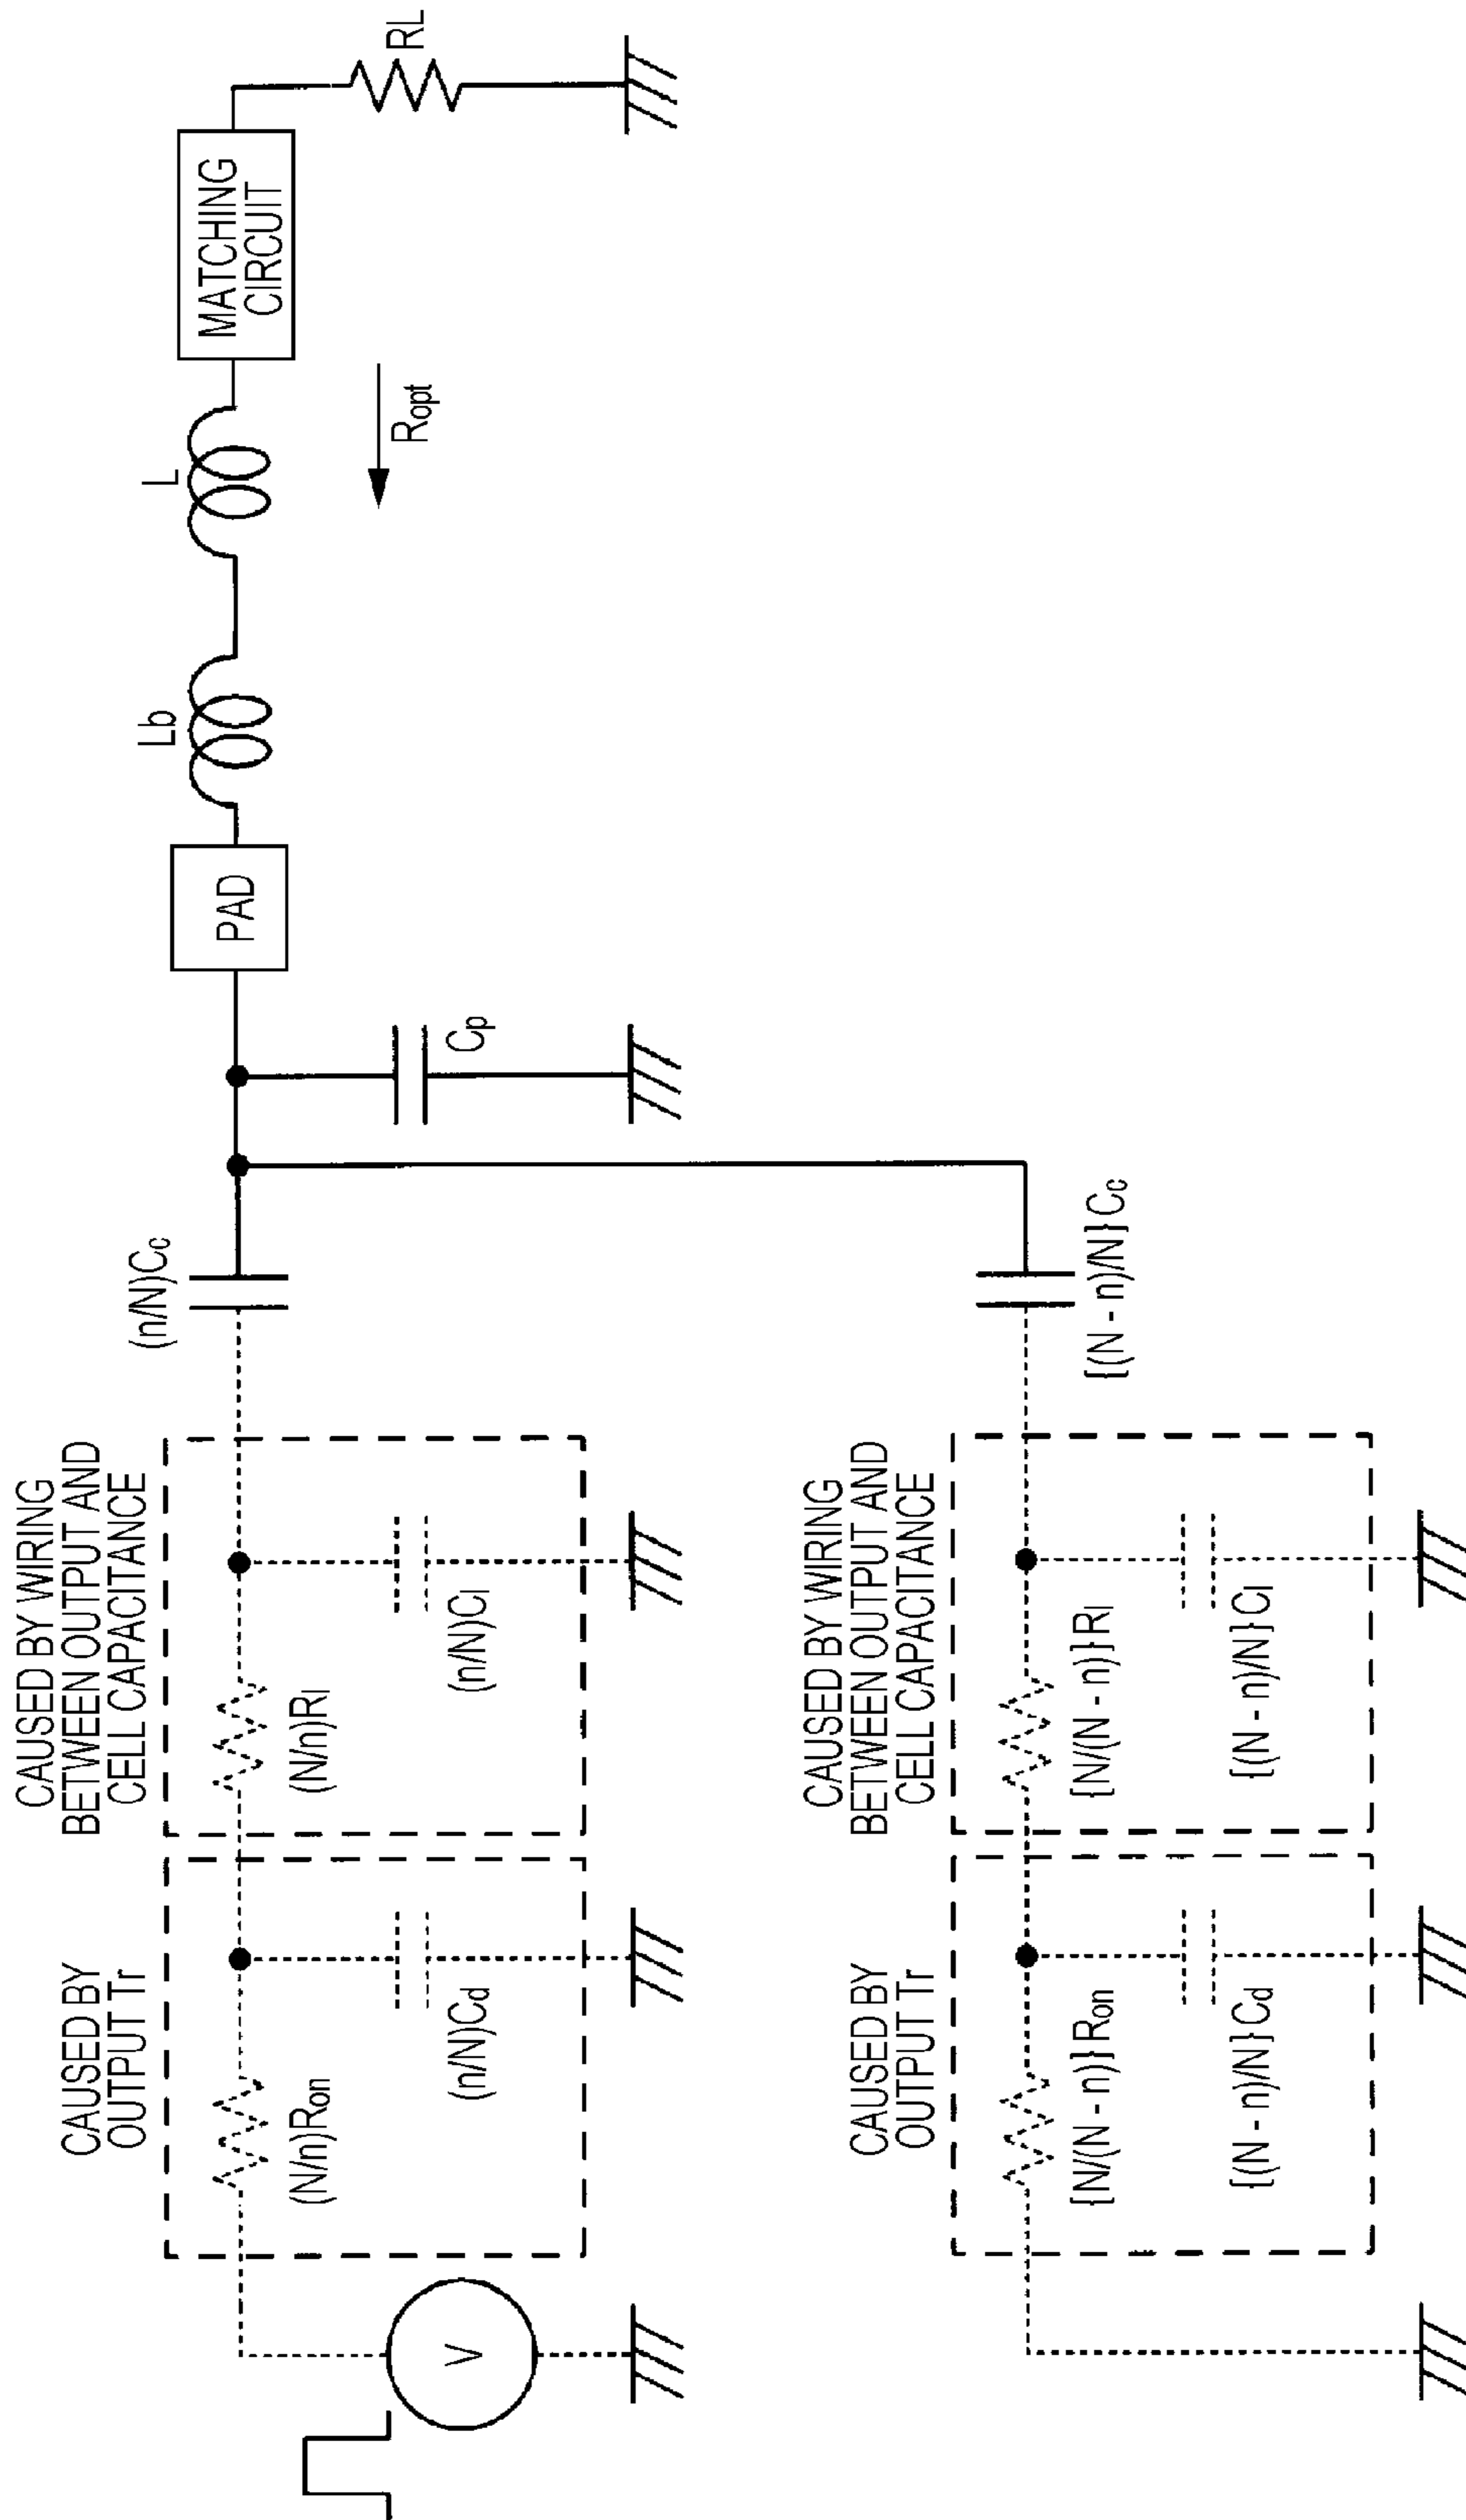 CAUSED BY
OUTPUT Tr
CAUSED BY WIRING
BETWEEN OUTPUT AND
CELL CAPACITANCE
(n/N)Cc
Lb
L
PAD
MATCHING
CIRCUIT
RL
V
(N/n)Ron
(n/N)Cd
(N/n)Rl
(n/N)Cl
Cp
Ropt
CAUSED BY
OUTPUT Tr
CAUSED BY WIRING
BETWEEN OUTPUT AND
CELL CAPACITANCE
{N/(N - n)}Ron
{(N - n)/N}Cd
{N/(N - n)}Rl
{(N - n)/N}Cl
{(N - n)/N}Cc